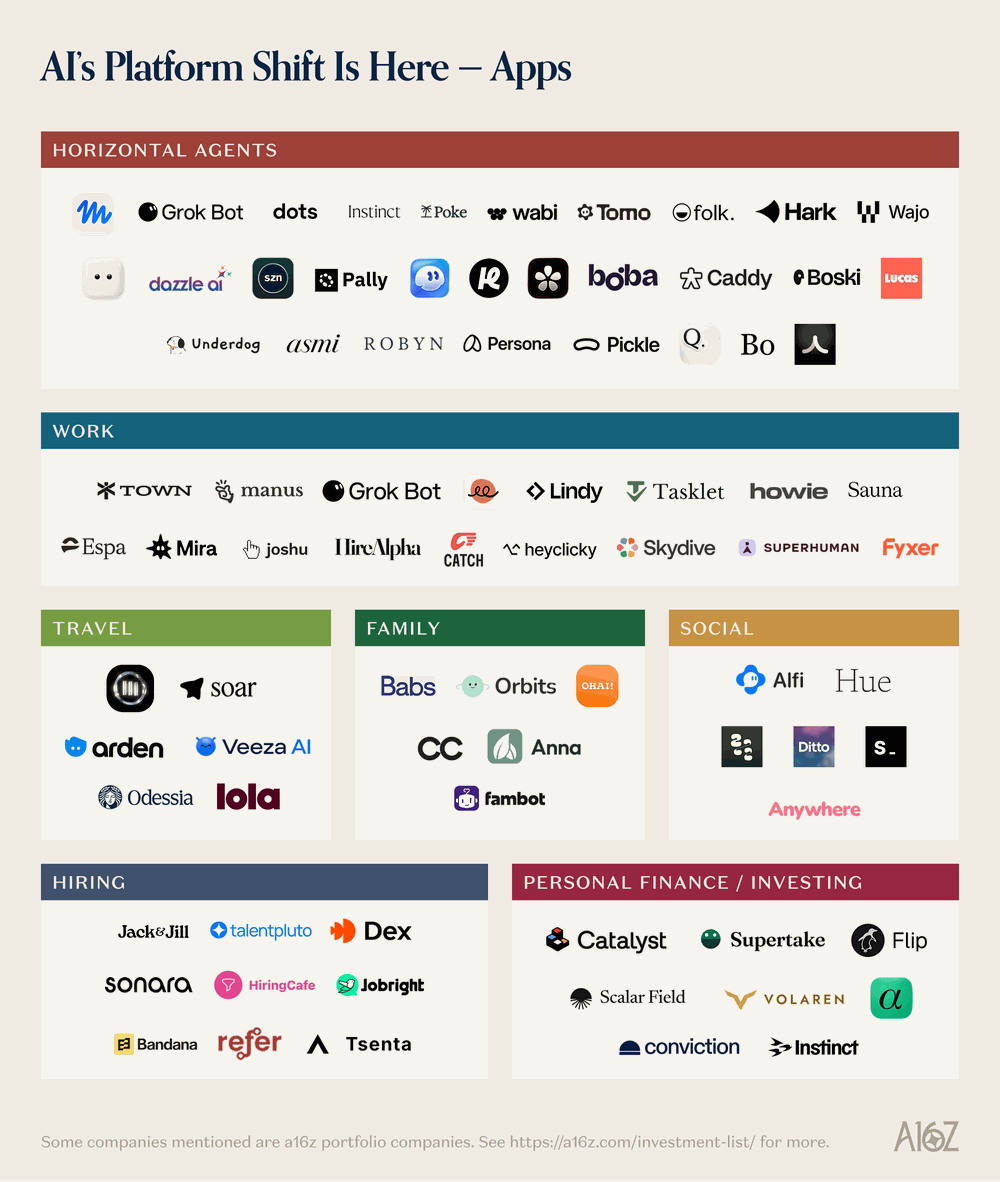 AI's Platform Shift Is Here – Apps
HORIZONTAL AGENTS
Grok Bot dots Instinct Poke wabi Tomo folk. Hark Wajo
dazzle ai szn Pally boba Caddy Boski Lucas
Underdog asmi ROBYN Persona Pickle Q. Bo
WORK
TOWN manus Grok Bot Lindy Tasklet howie Sauna
Espa Mira joshu HireAlpha CATCH heyclicky Skydive SUPERHUMAN Fyxer
TRAVEL
soar
arden Veeza AI
Odessia lola
FAMILY
Babs Orbits OHAI!
CC Anna
fambot
SOCIAL
Alfi Hue
Ditto S_
Anywhere
HIRING
Jack&Jill talentpluto Dex
sonara HiringCafe Jobright
Bandana refer Tsenta
PERSONAL FINANCE / INVESTING
Catalyst Supertake Flip
Scalar Field VOLAREN α
conviction Instinct
Some companies mentioned are a16z portfolio companies. See https://a16z.com/investment-list/ for more.
A16Z